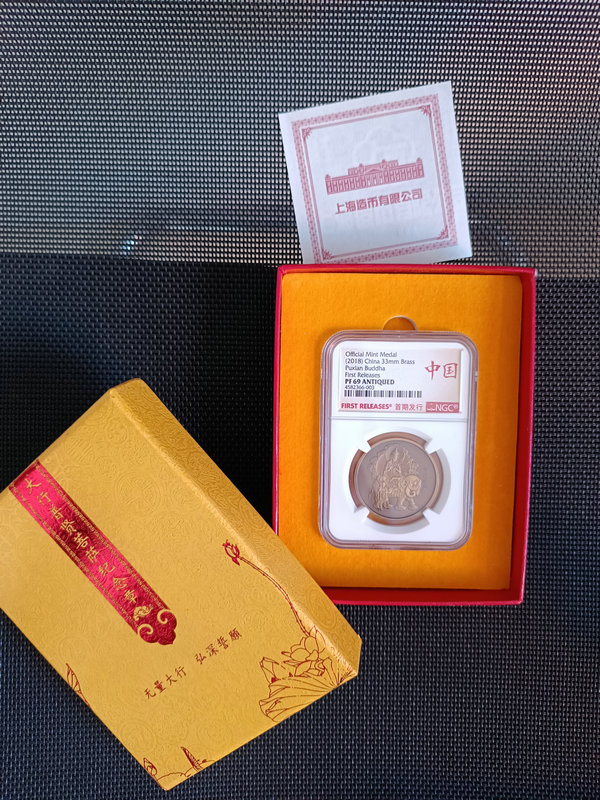 上海造币有限公司
Official Mint Medal
(2018) China 33mm Brass
Puxian Buddha
First Releases
PF 69 ANTIQUED
4582366-003
中国
FIRST RELEASES® 首期发行
NGC
大行普贤菩萨纪念章
无量大行 弘深誓愿